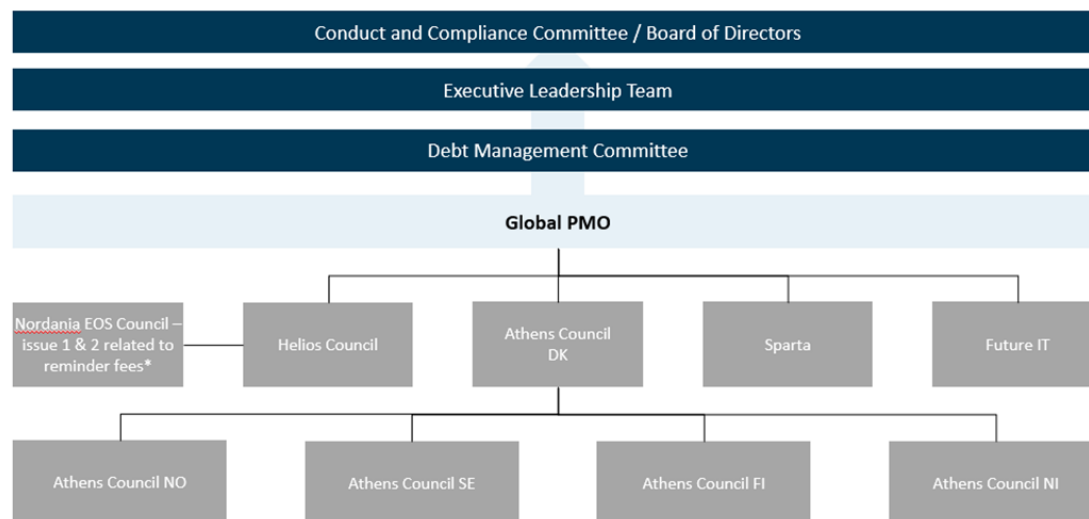 Conduct and Compliance Committee / Board of Directors
Executive Leadership Team
Debt Management Committee
Global PMO
Nordania EOS Council –
issue 1 & 2 related to
reminder fees*
Helios Council
Athens Council
DK
Sparta
Future IT
Athens Council NO
Athens Council SE
Athens Council FI
Athens Council NI